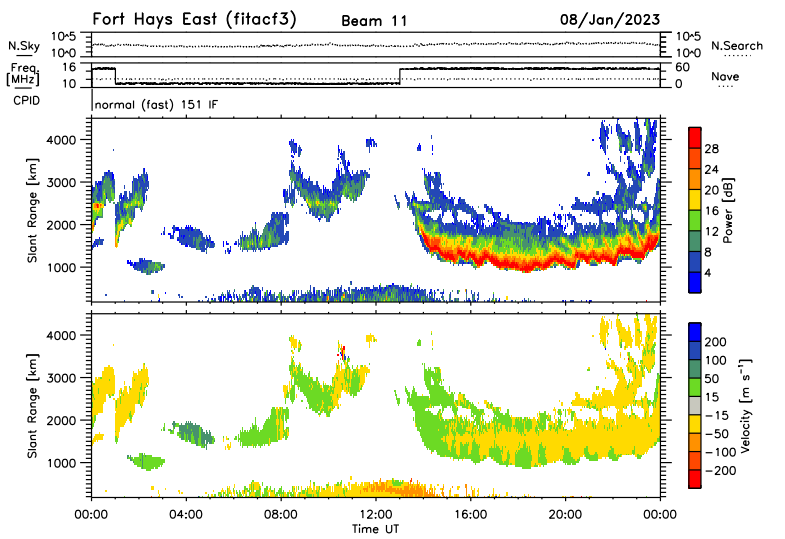 Fort Hays East (fitacf3) Beam 11 08/Jan/2023
N.Sky 10^5 10^0 10^5 10^0 N.Search
Freq. [MHz] 16 10 60 0 Nave
CPID normal (fast) 151 IF
Slant Range [km] 4000 3000 2000 1000
28 24 20 16 12 8 4 Power [dB]
Slant Range [km] 4000 3000 2000 1000
200 100 50 15 −15 −50 −100 −200 Velocity [m s⁻¹]
00:00 04:00 08:00 12:00 16:00 20:00 00:00
Time UT